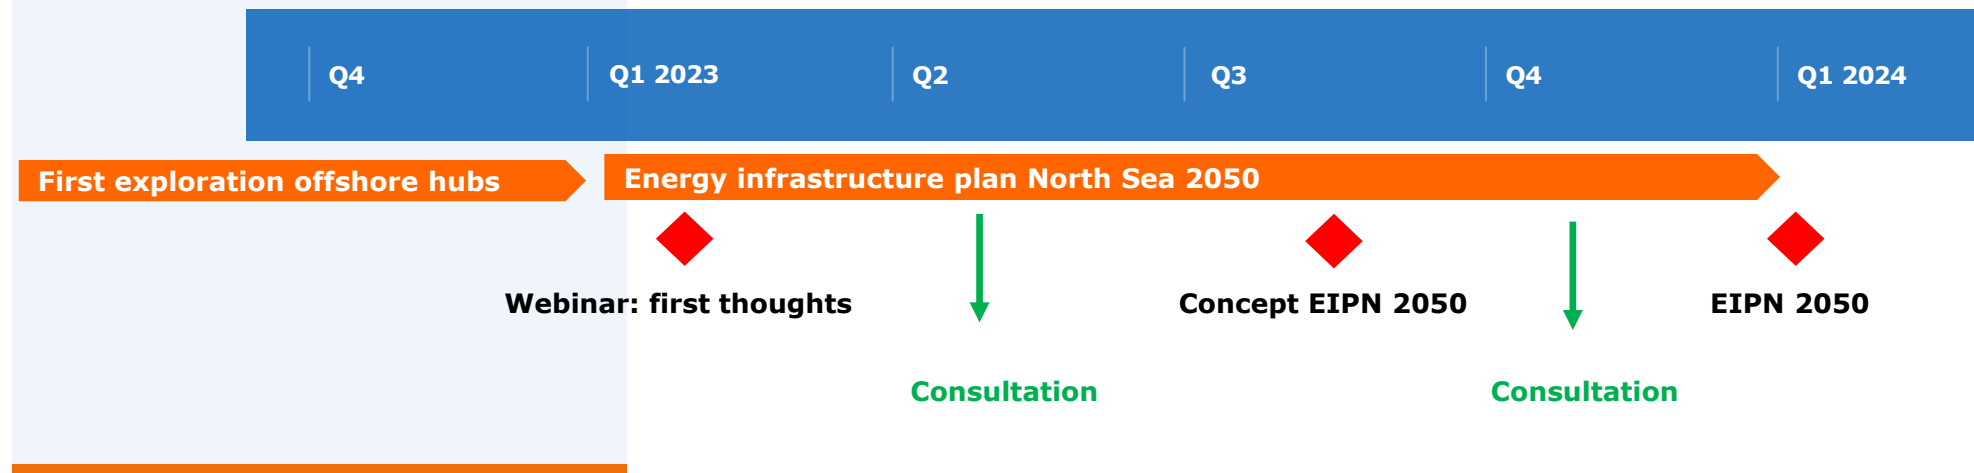 Q4
Q1 2023
Q2
Q3
Q4
Q1 2024
First exploration offshore hubs
Energy infrastructure plan North Sea 2050
Webinar: first thoughts
Concept EIPN 2050
EIPN 2050
Consultation
Consultation